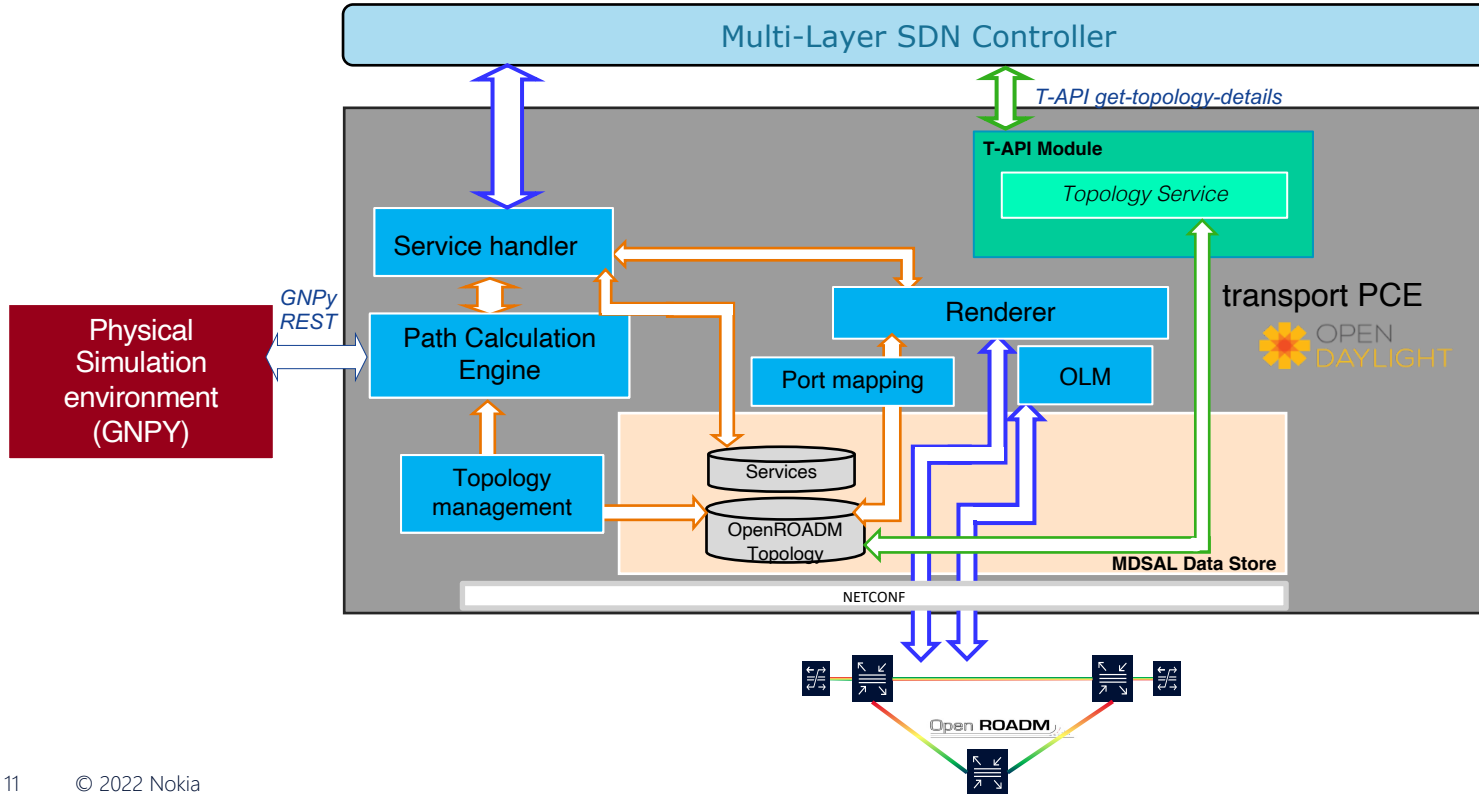 Multi-Layer SDN Controller
T-API get-topology-details
T-API Module
Topology Service
Service handler
GNPy
REST
Physical
Simulation
environment
(GNPY)
Path Calculation
Engine
Renderer
transport PCE
OPEN
DAYLIGHT
Port mapping
OLM
Topology
management
Services
OpenROADM
Topology
MDSAL Data Store
NETCONF
Open ROADM
11 © 2022 Nokia